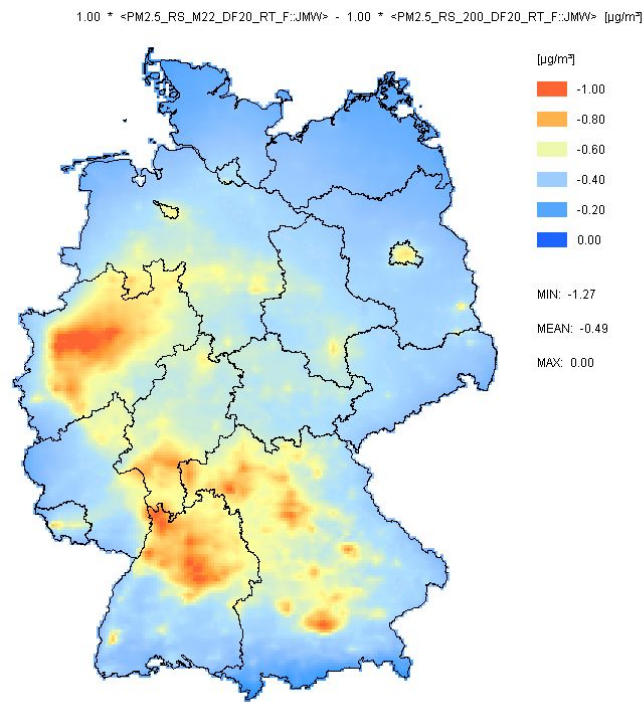 1.00 * <PM2.5_RS_M22_DF20_RT_F::JMW> - 1.00 * <PM2.5_RS_200_DF20_RT_F::JMW> [µg/m³]
[µg/m³]
-1.00
-0.80
-0.60
-0.40
-0.20
0.00
MIN: -1.27
MEAN: -0.49
MAX: 0.00